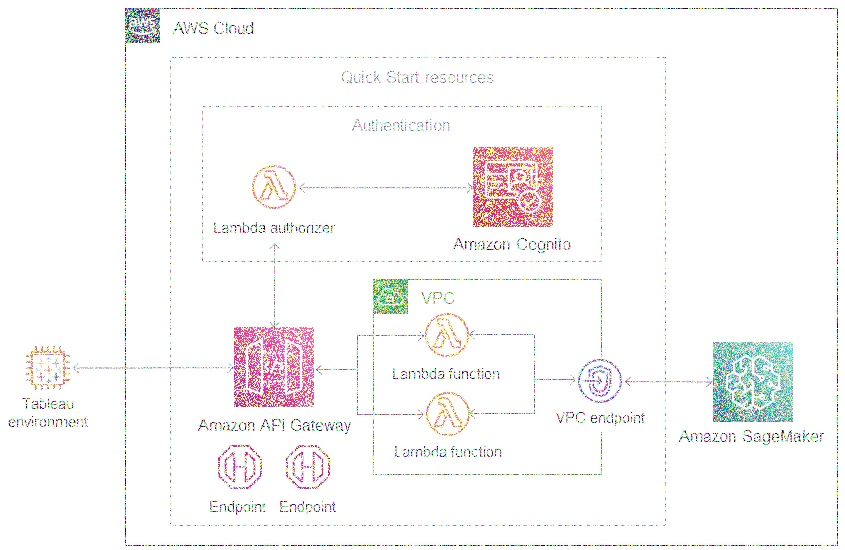 aws
AWS Cloud
Quick Start resources
Authentication
Lambda authorizer
Amazon Cognito
VPC
Lambda function
Tableau
environment
Amazon API Gateway
Lambda function
VPC endpoint
Amazon SageMaker
Endpoint
Endpoint